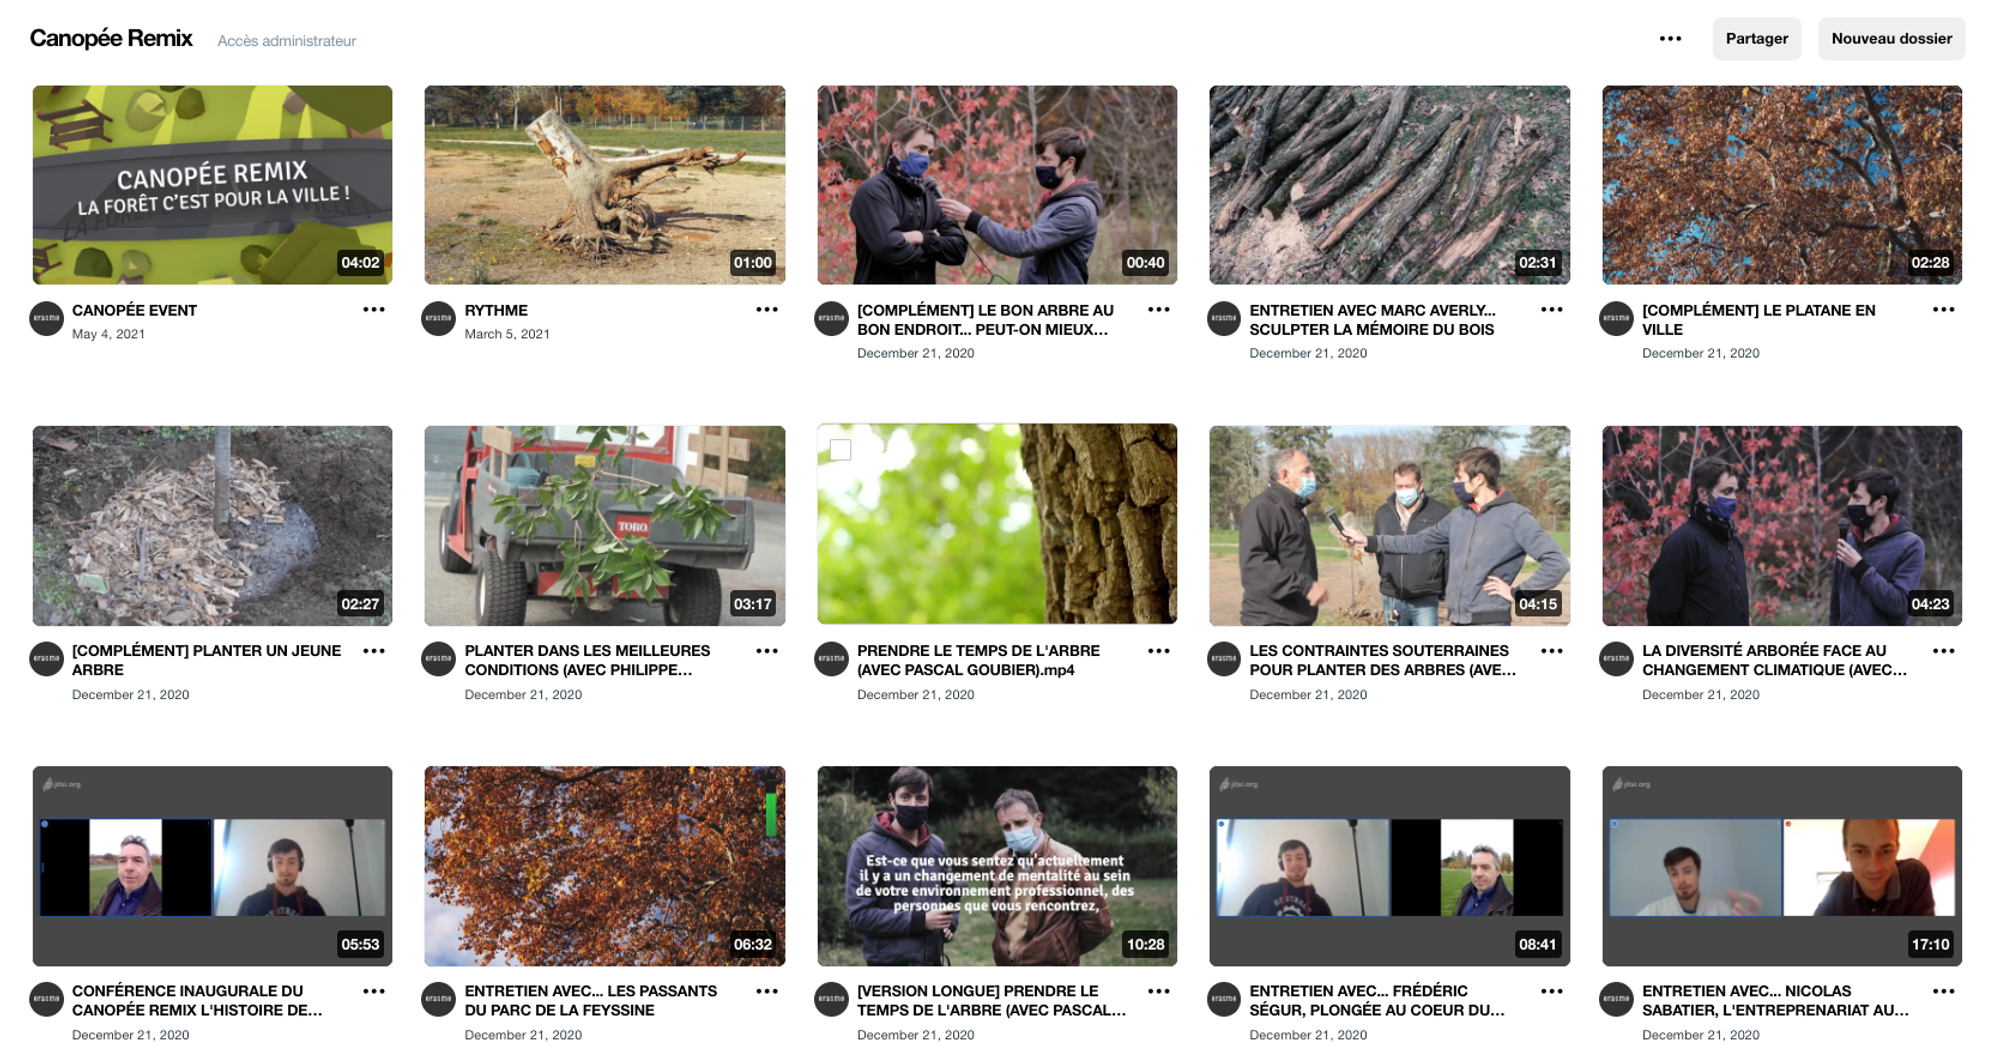 Canopée Remix
Accès administrateur
•••
Partager
Nouveau dossier
CANOPÉE REMIX
LA FORÊT C'EST POUR LA VILLE !
04:02
01:00
00:40
02:31
02:28
erasme
CANOPÉE EVENT
May 4, 2021
erasme
RYTHME
March 5, 2021
erasme
[COMPLÉMENT] LE BON ARBRE AU
BON ENDROIT... PEUT-ON MIEUX...
December 21, 2020
erasme
ENTRETIEN AVEC MARC AVERLY...
SCULPTER LA MÉMOIRE DU BOIS
December 21, 2020
erasme
[COMPLÉMENT] LE PLATANE EN
VILLE
December 21, 2020
02:27
TORO
03:17
04:15
04:23
erasme
[COMPLÉMENT] PLANTER UN JEUNE
ARBRE
December 21, 2020
erasme
PLANTER DANS LES MEILLEURES
CONDITIONS (AVEC PHILIPPE...
December 21, 2020
erasme
PRENDRE LE TEMPS DE L'ARBRE
(AVEC PASCAL GOUBIER).mp4
December 21, 2020
erasme
LES CONTRAINTES SOUTERRAINES
POUR PLANTER DES ARBRES (AVE...
December 21, 2020
erasme
LA DIVERSITÉ ARBORÉE FACE AU
CHANGEMENT CLIMATIQUE (AVEC...
December 21, 2020
jitsi.org
05:53
06:32
Est-ce que vous sentez qu'actuellement
il y a un changement de mentalité au sein
de votre environnement professionnel, des
personnes que vous rencontrez,
10:28
jitsi.org
08:41
jitsi.org
17:10
erasme
CONFÉRENCE INAUGURALE DU
CANOPÉE REMIX L'HISTOIRE DE...
December 21, 2020
erasme
ENTRETIEN AVEC... LES PASSANTS
DU PARC DE LA FEYSSINE
December 21, 2020
erasme
[VERSION LONGUE] PRENDRE LE
TEMPS DE L'ARBRE (AVEC PASCAL...
December 21, 2020
erasme
ENTRETIEN AVEC... FRÉDÉRIC
SÉGUR, PLONGÉE AU COEUR DU...
December 21, 2020
erasme
ENTRETIEN AVEC... NICOLAS
SABATIER, L'ENTREPRENARIAT AU...
December 21, 2020